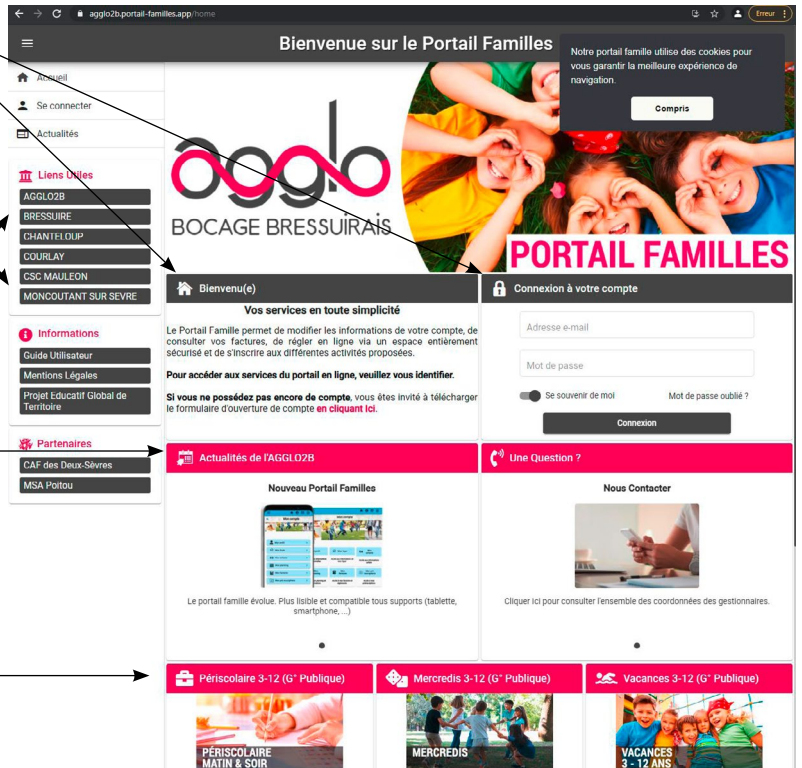 agglo2b.portail-familles.app/home
Erreur
Bienvenue sur le Portail Familles
Notre portail famille utilise des cookies pour
vous garantir la meilleure expérience de
navigation.
Compris
Accueil
Se connecter
Actualités
Liens Utiles
AGGLO2B
BRESSUIRE
CHANTELOUP
COURLAY
CSC MAULEON
MONCOUTANT SUR SEVRE
Informations
Guide Utilisateur
Mentions Légales
Projet Educatif Global de
Territoire
Partenaires
CAF des Deux-Sèvres
MSA Poitou
agglo
BOCAGE BRESSUIRAIS
PORTAIL FAMILLES
Bienvenu(e)
Vos services en toute simplicité
Le Portail Famille permet de modifier les informations de votre compte, de
consulter vos factures, de régler en ligne via un espace entièrement
sécurisé et de s'inscrire aux différentes activités proposées.
Pour accéder aux services du portail en ligne, veuillez vous identifier.
Si vous ne possédez pas encore de compte, vous êtes invité à télécharger
le formulaire d'ouverture de compte en cliquant ici.
Connexion à votre compte
Adresse e-mail
Mot de passe
Se souvenir de moi
Mot de passe oublié ?
Connexion
Actualités de l'AGGLO2B
Nouveau Portail Familles
Le portail famille évolue. Plus lisible et compatible tous supports (tablette,
smartphone, ...)
Une Question ?
Nous Contacter
Cliquer ici pour consulter l'ensemble des coordonnées des gestionnaires.
Périscolaire 3-12 (G° Publique)
PÉRISCOLAIRE
MATIN & SOIR
Mercredis 3-12 (G° Publique)
MERCREDIS
Vacances 3-12 (G° Publique)
VACANCES
3 - 12 ANS